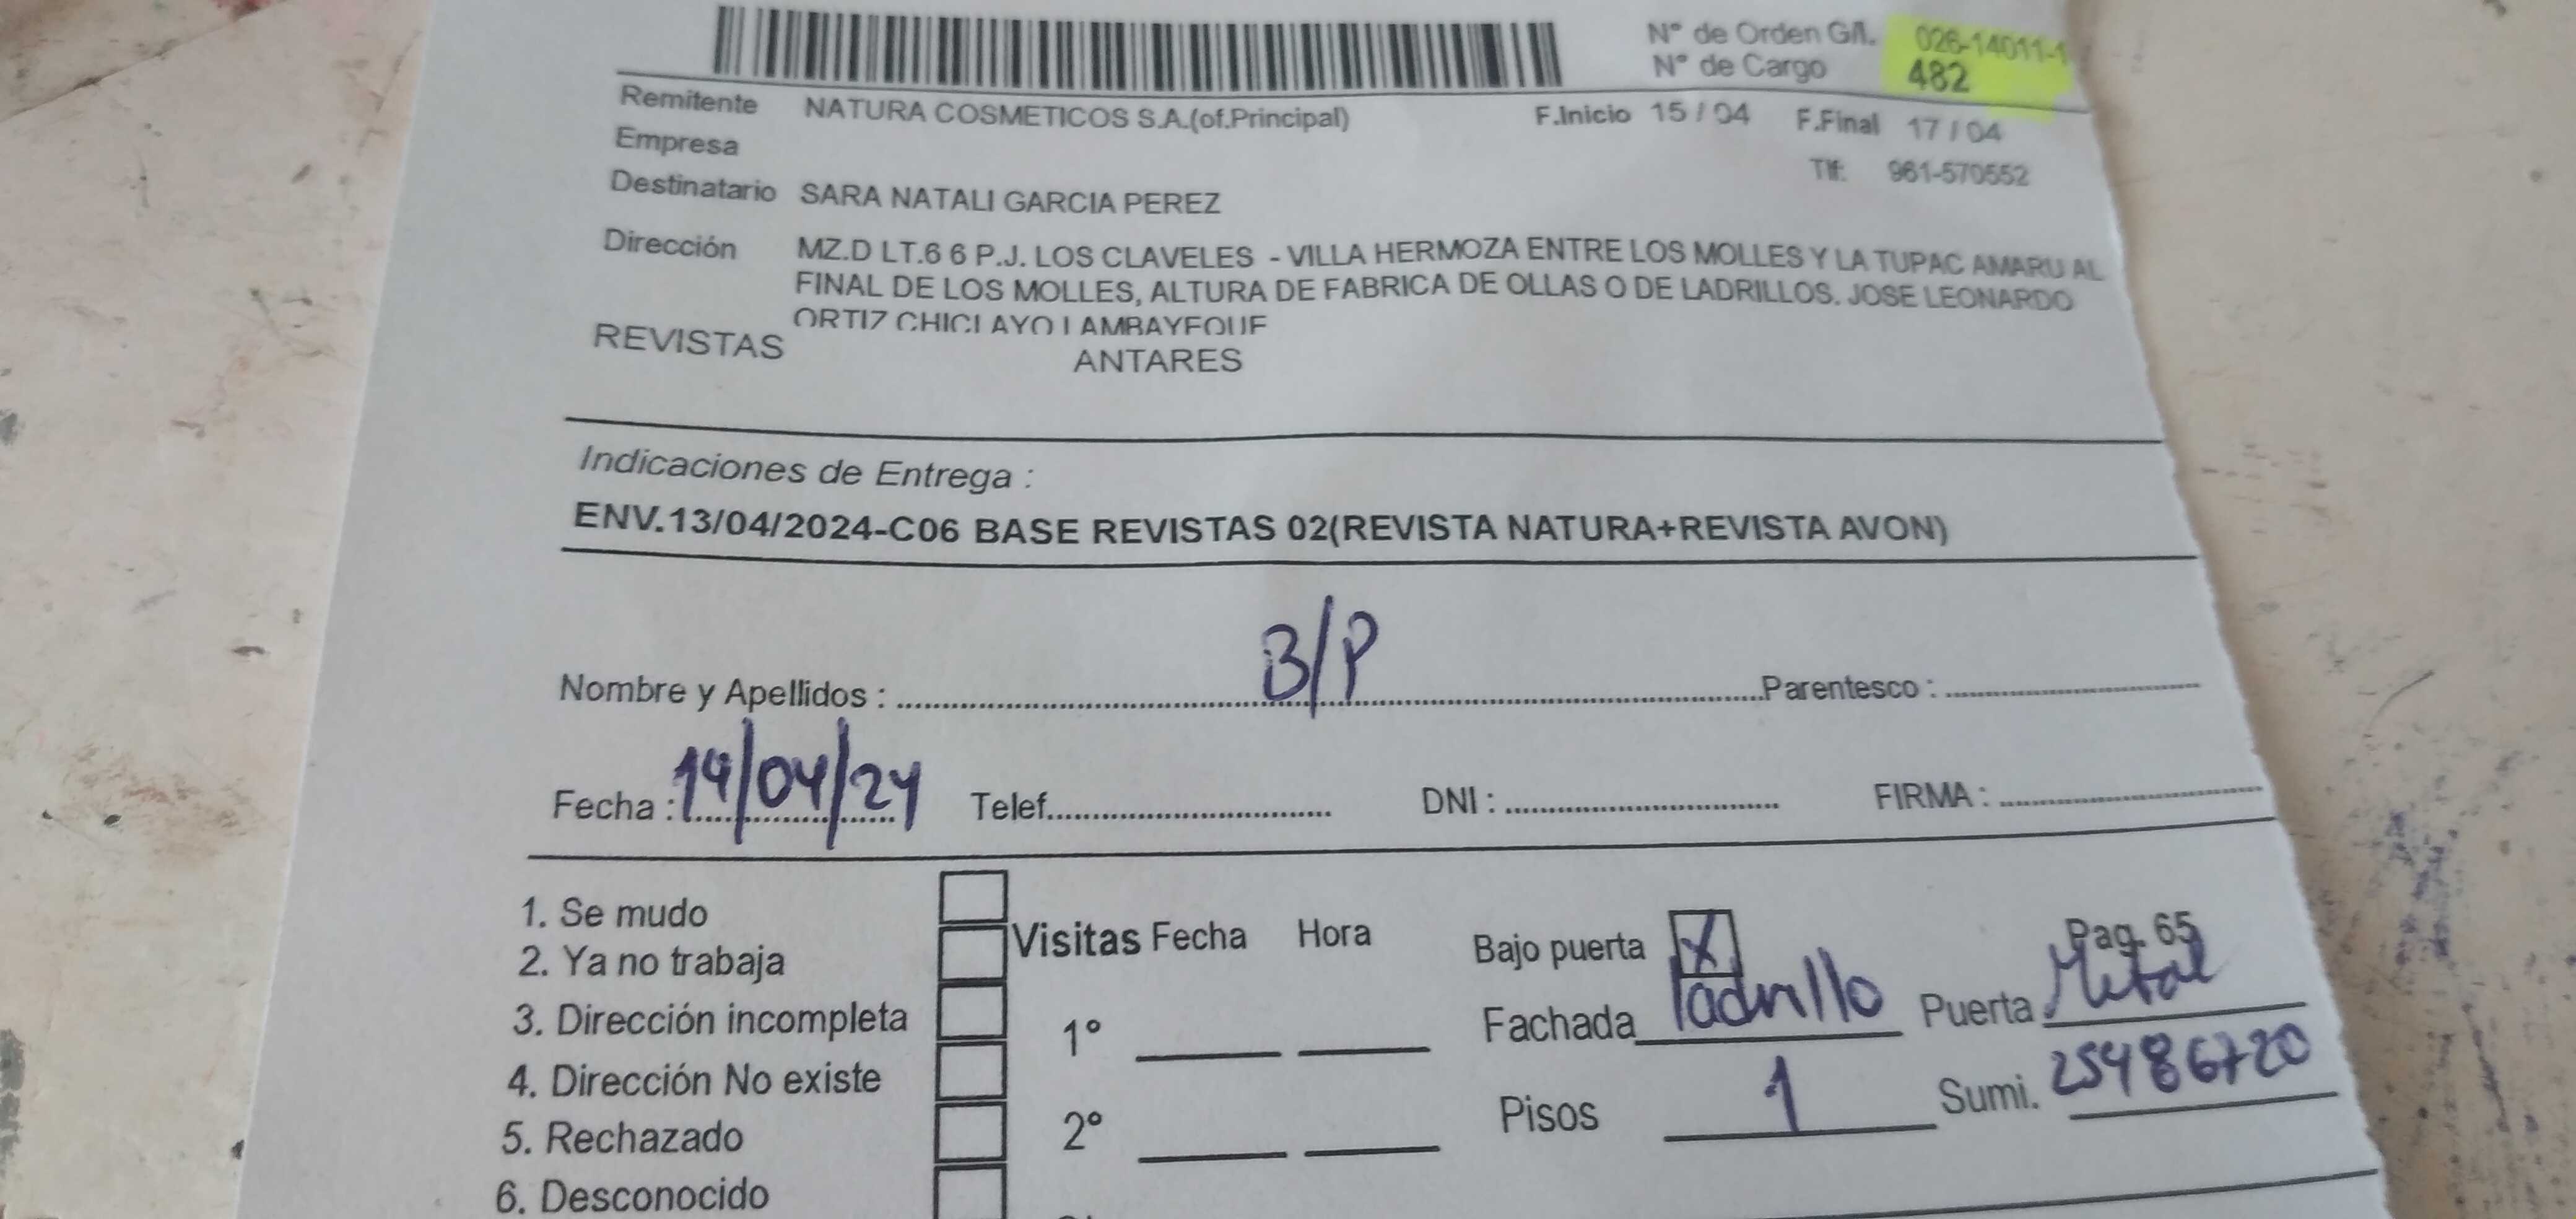 N° de Orden G/I. 026-14011-1
N° de Cargo 482
Remitente NATURA COSMETICOS S.A.(of.Principal) F.Inicio 15 / 04 F.Final 17 / 04
Empresa
Tlf: 961-570552
Destinatario SARA NATALI GARCIA PEREZ
Dirección MZ.D LT.6 6 P.J. LOS CLAVELES - VILLA HERMOZA ENTRE LOS MOLLES Y LA TUPAC AMARU AL
FINAL DE LOS MOLLES, ALTURA DE FABRICA DE OLLAS O DE LADRILLOS. JOSE LEONARDO
ORTIZ CHICLAYO LAMBAYEQUE
REVISTAS ANTARES
Indicaciones de Entrega :
ENV.13/04/2024-C06 BASE REVISTAS 02(REVISTA NATURA+REVISTA AVON)
Nombre y Apellidos : B/P Parentesco :
Fecha : 14/04/24 Telef. DNI : FIRMA :
1. Se mudo
2. Ya no trabaja
3. Dirección incompleta
4. Dirección No existe
5. Rechazado
6. Desconocido
Visitas Fecha Hora
1°
2°
Bajo puerta X Pag. 65
Fachada ladrillo Puerta Metal
Pisos 1 Sumi. 25486720